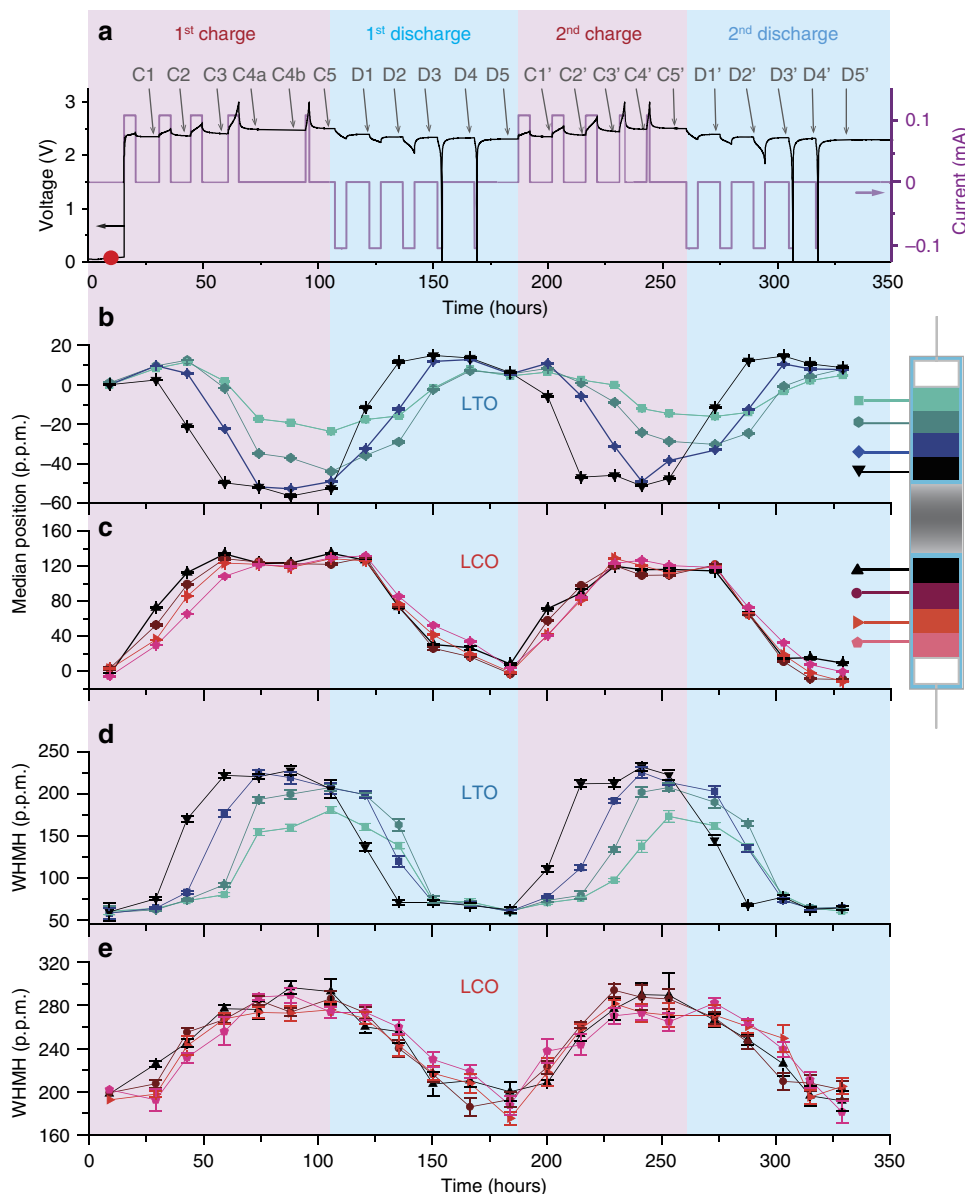 a
1st charge
1st discharge
2nd charge
2nd discharge
C1 C2 C3 C4a C4b C5 D1 D2 D3 D4 D5 C1' C2' C3' C4' C5' D1' D2' D3' D4' D5'
Voltage (V)
3
2
1
0
0.1
0
–0.1
Current (mA)
0 50 100 150 200 250 300 350
Time (hours)
b
20
0
–20
–40
–60
LTO
Median position (p.p.m.)
c
160
120
80
40
0
LCO
d
250
200
150
100
50
WHMH (p.p.m.)
LTO
e
320
280
240
200
160
WHMH (p.p.m.)
LCO
0 50 100 150 200 250 300 350
Time (hours)